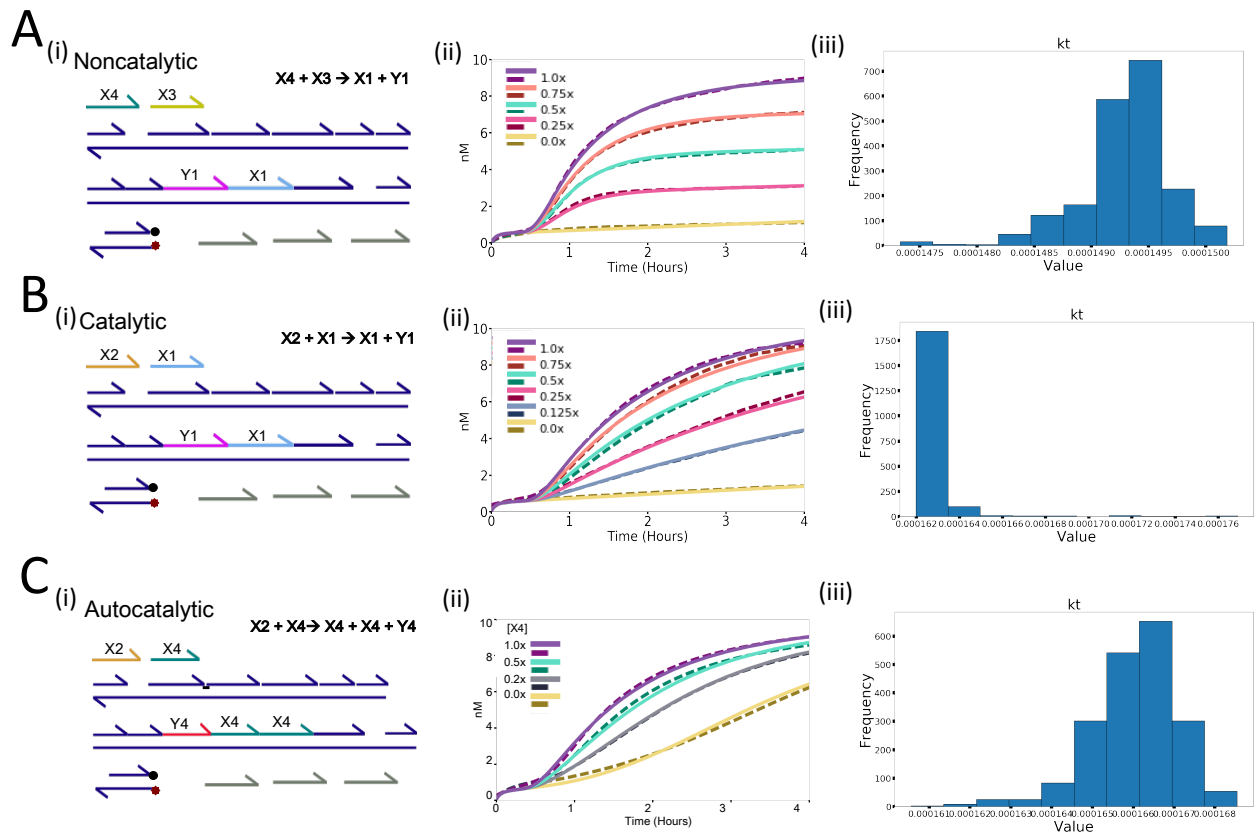 A
(i)
Noncatalytic
X4 + X3 → X1 + Y1
X4
X3
Y1
X1
(ii)
10
8
6
4
2
0
nM
1.0x
0.75x
0.5x
0.25x
0.0x
0 1 2 3 4
Time (Hours)
(iii)
kt
700
600
500
400
300
200
100
0
Frequency
0.0001475 0.0001480 0.0001485 0.0001490 0.0001495 0.0001500
Value
B
(i)
Catalytic
X2 + X1 → X1 + Y1
X2
X1
Y1
X1
(ii)
10
8
6
4
2
0
nM
1.0x
0.75x
0.5x
0.25x
0.125x
0.0x
0 1 2 3 4
Time (Hours)
(iii)
kt
1750
1500
1250
1000
750
500
250
0
Frequency
0.000162 0.000164 0.000166 0.000168 0.000170 0.000172 0.000174 0.000176
Value
C
(i)
Autocatalytic
X2 + X4→ X4 + X4 + Y4
X2
X4
Y4
X4
X4
(ii)
10
8
6
4
2
0
nM
[X4]
1.0x
0.5x
0.2x
0.0x
0 1 2 3 4
Time (Hours)
(iii)
kt
600
500
400
300
200
100
0
Frequency
0.000161 0.000162 0.000163 0.000164 0.000165 0.000166 0.000167 0.000168
Value